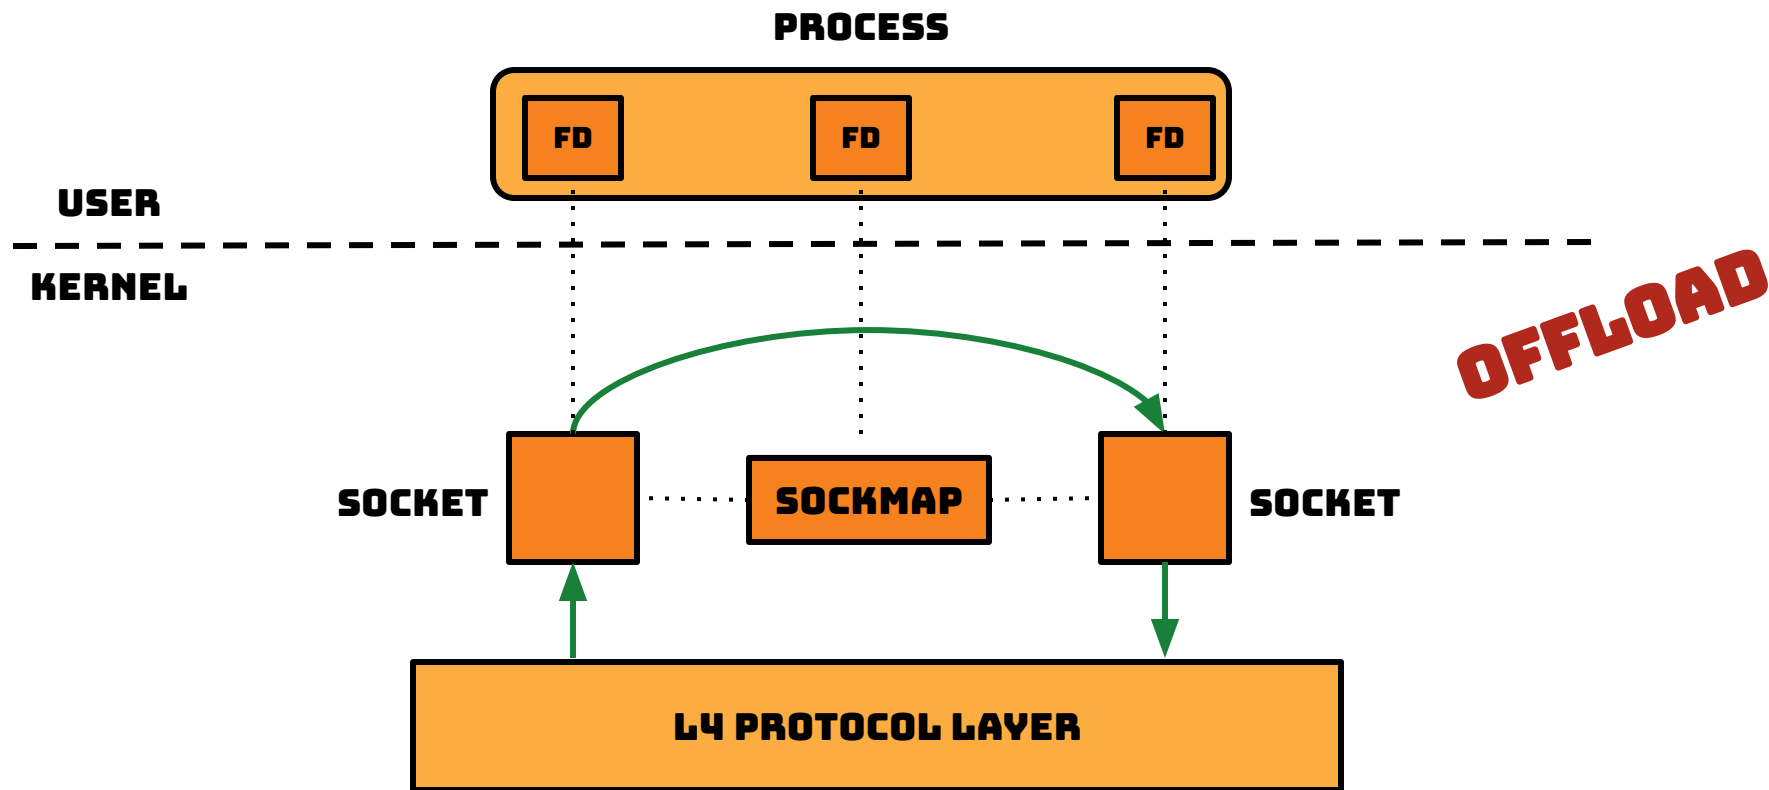 PROCESS
FD FD FD
USER
KERNEL
OFFLOAD
SOCKET SOCKMAP SOCKET
L4 PROTOCOL LAYER